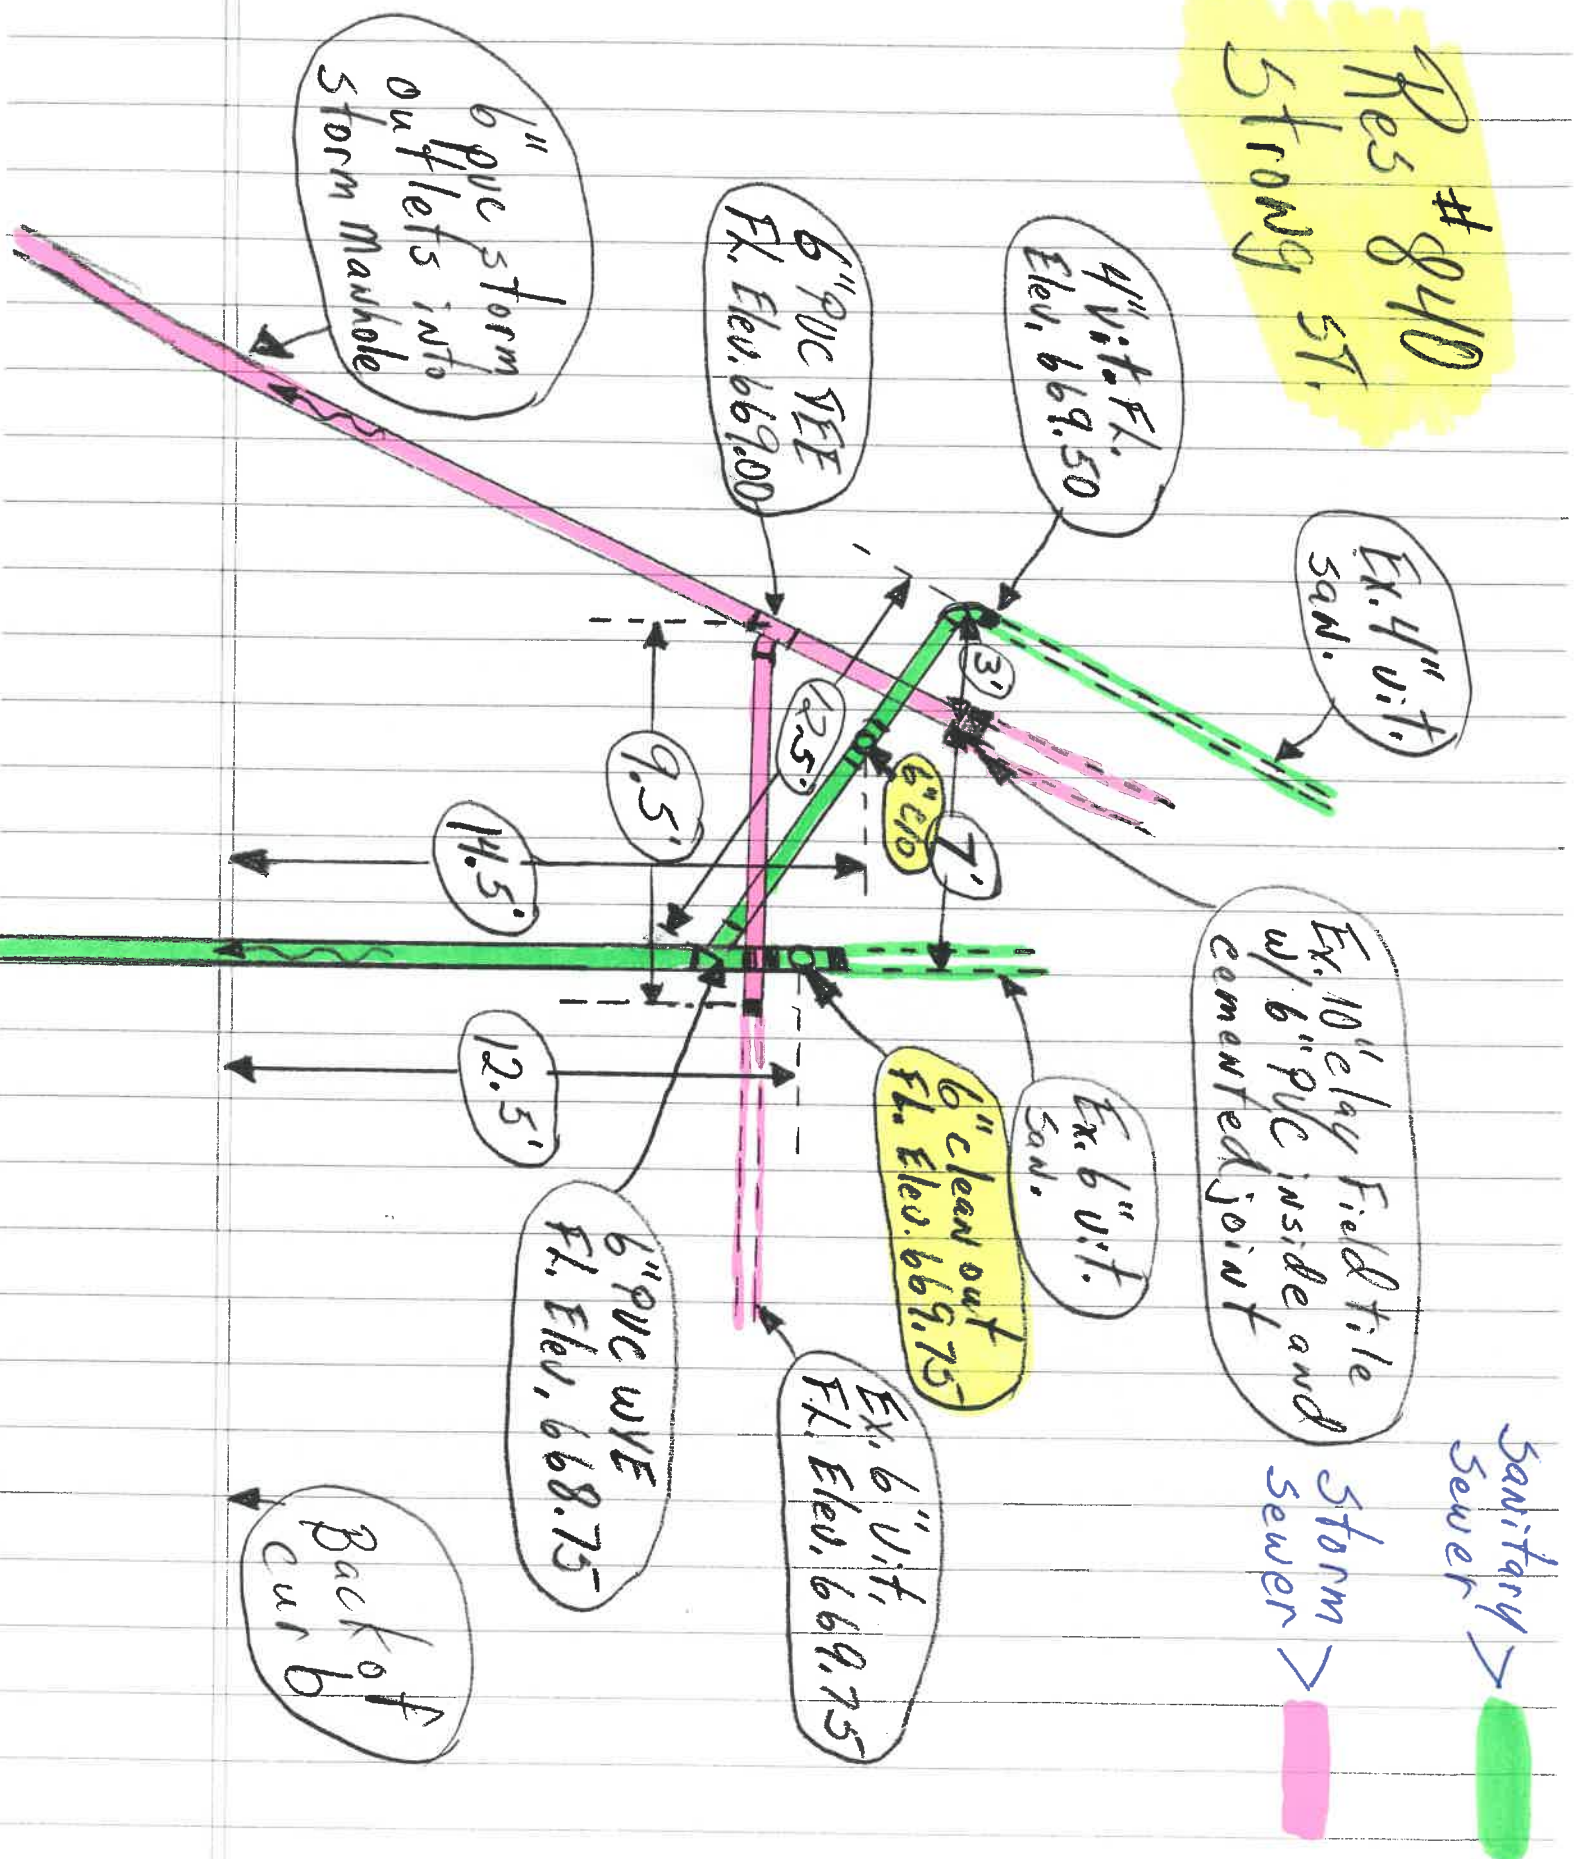 Res #840
Strong ST.
Sanitary >
Sewer
Storm >
Sewer
Ex. 4" Vit.
San.
4" Vit. FL.
Elev. 669.50
6" PVC TEE
FL. Elev. 669.00
6"
PVC storm
outlets into
Storm Manhole
Ex. 10" clay Field tile
w/ 6" PVC inside and
cemented joint
3'
7'
6" C/O
12.5'
9.5'
14.5'
12.5'
Ex. 6" Vit.
San.
6" clean out
FL. Elev. 669.75
Ex. 6" Vit.
FL. Elev. 669.75
6" PVC WYE
FL. Elev. 668.75
Back of
curb